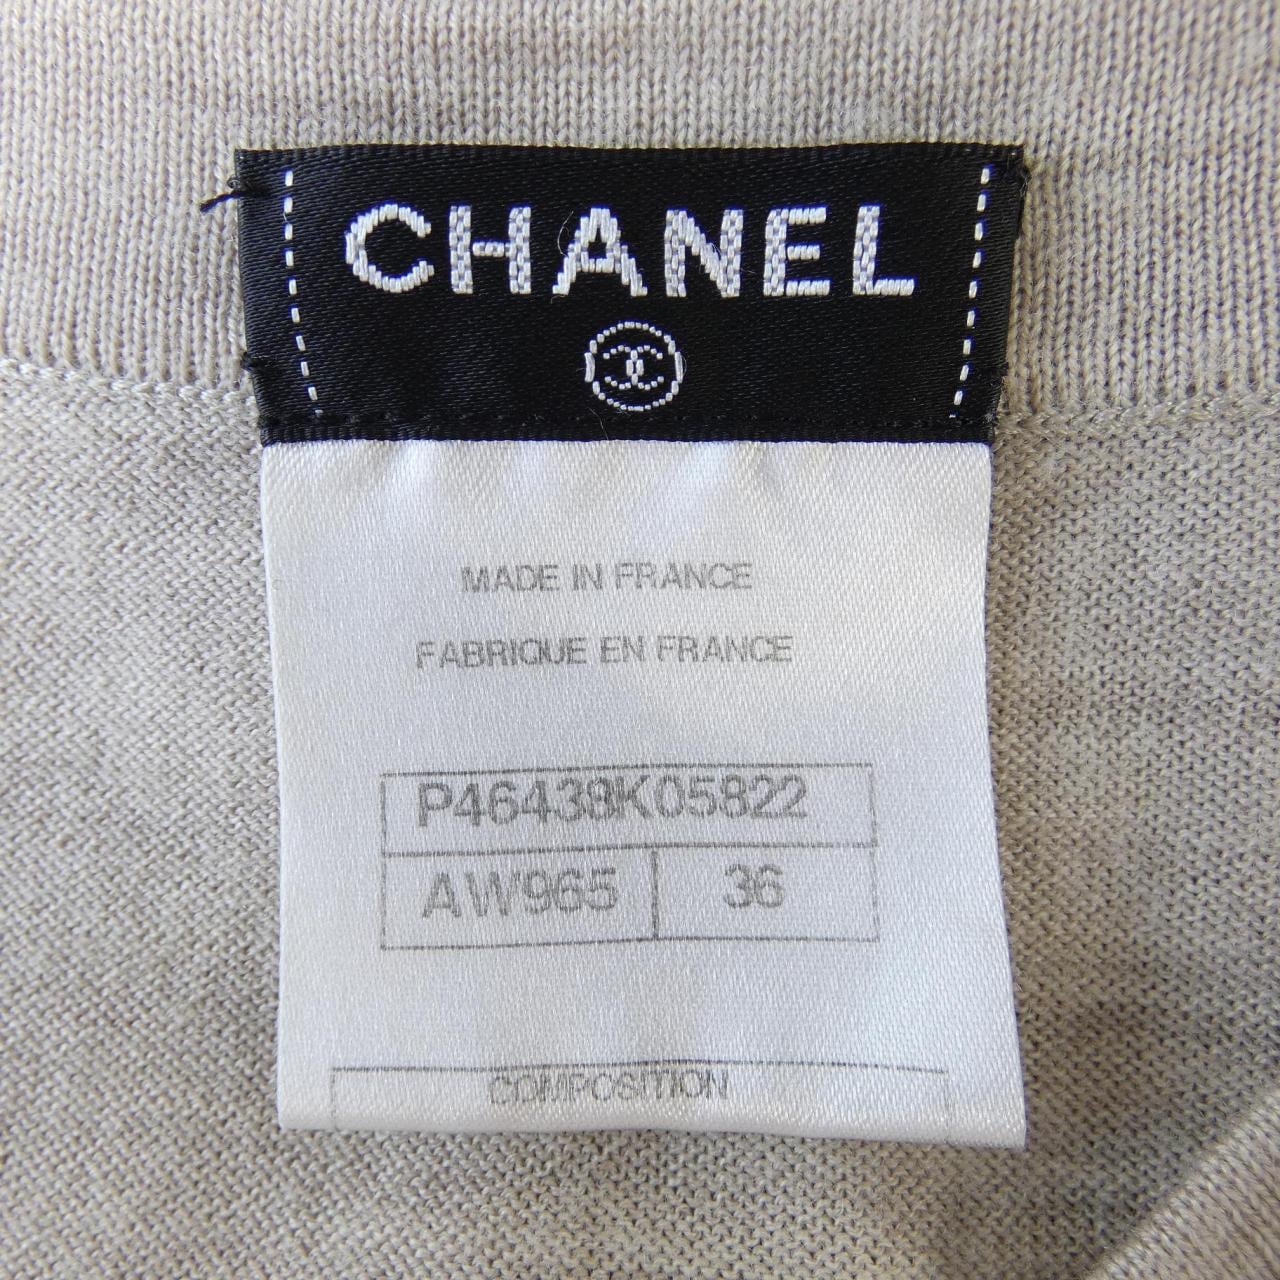 CHANEL
MADE IN FRANCE
FABRIQUE EN FRANCE
P46438K05822
AW965 36
COMPOSITION